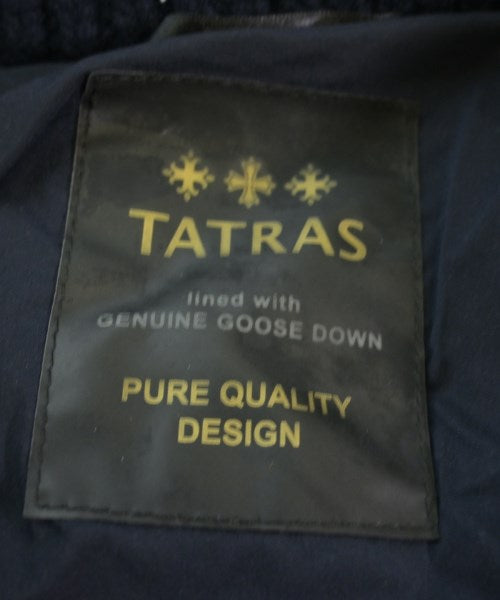 TATRAS
lined with
GENUINE GOOSE DOWN
PURE QUALITY
DESIGN